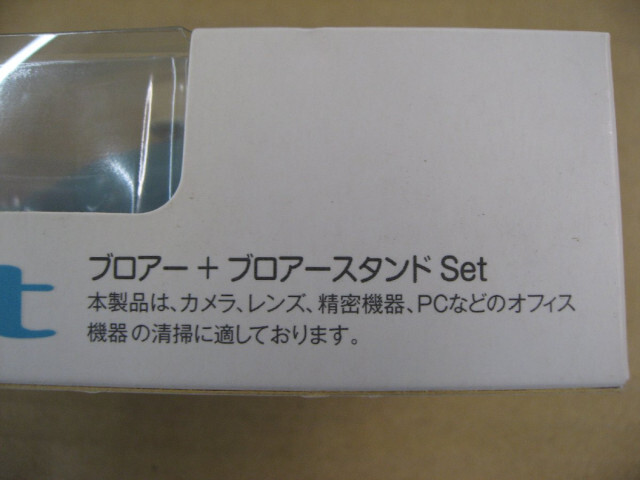 ブロアー + ブロアースタンド Set
本製品は、カメラ、レンズ、精密機器、PCなどのオフィス
機器の清掃に適しております。
t